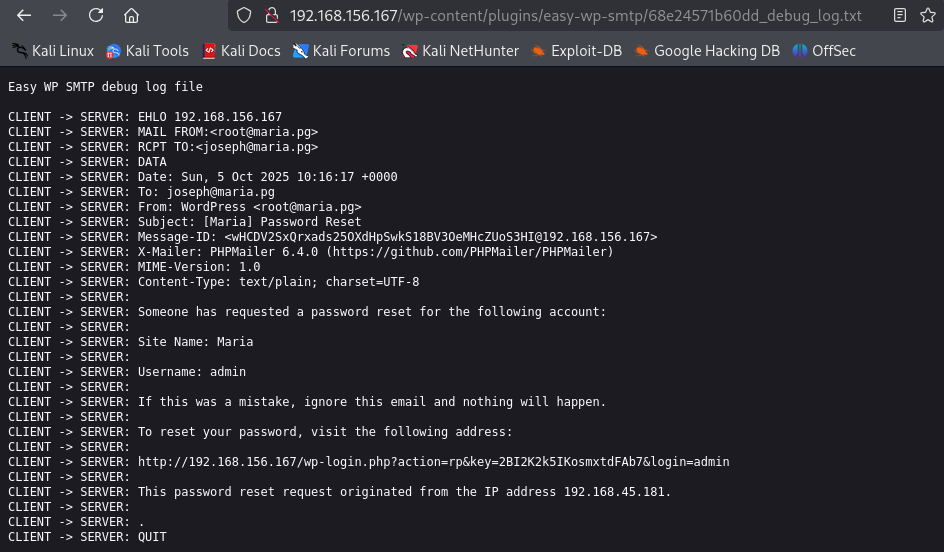 192.168.156.167/wp-content/plugins/easy-wp-smtp/68e24571b60dd_debug_log.txt
Kali Linux Kali Tools Kali Docs Kali Forums Kali NetHunter Exploit-DB Google Hacking DB OffSec
Easy WP SMTP debug log file
CLIENT -> SERVER: EHLO 192.168.156.167
CLIENT -> SERVER: MAIL FROM:<root@maria.pg>
CLIENT -> SERVER: RCPT TO:<joseph@maria.pg>
CLIENT -> SERVER: DATA
CLIENT -> SERVER: Date: Sun, 5 Oct 2025 10:16:17 +0000
CLIENT -> SERVER: To: joseph@maria.pg
CLIENT -> SERVER: From: WordPress <root@maria.pg>
CLIENT -> SERVER: Subject: [Maria] Password Reset
CLIENT -> SERVER: Message-ID: <wHCDV2SxQrxads25OXdHpSwkS18BV3OeMHcZUoS3HI@192.168.156.167>
CLIENT -> SERVER: X-Mailer: PHPMailer 6.4.0 (https://github.com/PHPMailer/PHPMailer)
CLIENT -> SERVER: MIME-Version: 1.0
CLIENT -> SERVER: Content-Type: text/plain; charset=UTF-8
CLIENT -> SERVER:
CLIENT -> SERVER: Someone has requested a password reset for the following account:
CLIENT -> SERVER:
CLIENT -> SERVER: Site Name: Maria
CLIENT -> SERVER:
CLIENT -> SERVER: Username: admin
CLIENT -> SERVER:
CLIENT -> SERVER: If this was a mistake, ignore this email and nothing will happen.
CLIENT -> SERVER:
CLIENT -> SERVER: To reset your password, visit the following address:
CLIENT -> SERVER:
CLIENT -> SERVER: http://192.168.156.167/wp-login.php?action=rp&key=2BI2K2k5IKosmxtdFAb7&login=admin
CLIENT -> SERVER:
CLIENT -> SERVER: This password reset request originated from the IP address 192.168.45.181.
CLIENT -> SERVER:
CLIENT -> SERVER: .
CLIENT -> SERVER: QUIT